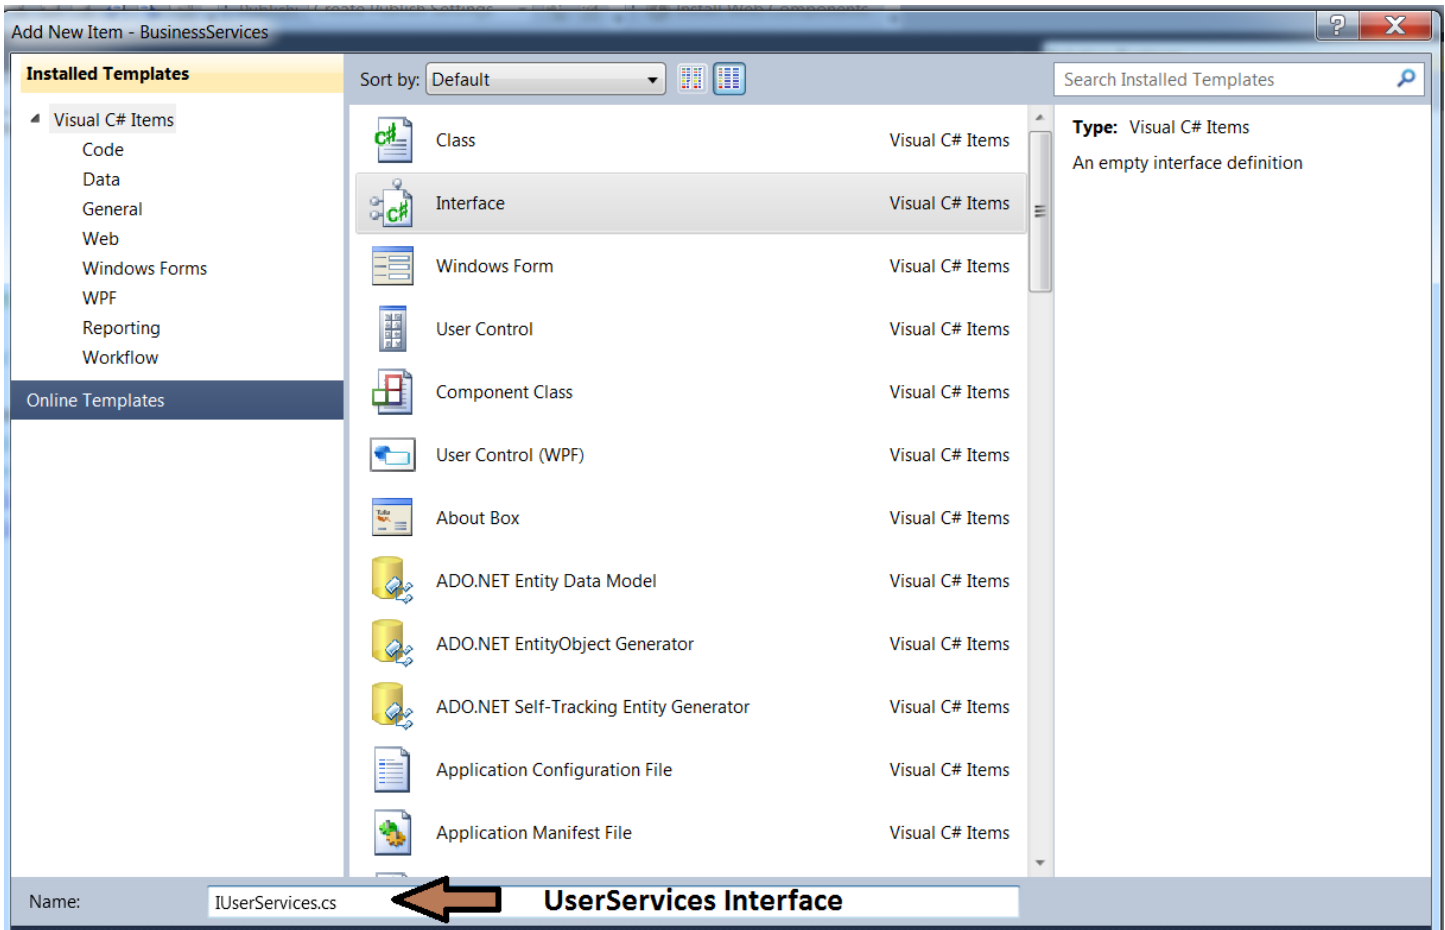 Add New Item - BusinessServices
Installed Templates
Sort by: Default
Search Installed Templates
Visual C# Items
Code
Data
General
Web
Windows Forms
WPF
Reporting
Workflow
Online Templates
Class Visual C# Items
Interface Visual C# Items
Windows Form Visual C# Items
User Control Visual C# Items
Component Class Visual C# Items
User Control (WPF) Visual C# Items
About Box Visual C# Items
ADO.NET Entity Data Model Visual C# Items
ADO.NET EntityObject Generator Visual C# Items
ADO.NET Self-Tracking Entity Generator Visual C# Items
Application Configuration File Visual C# Items
Application Manifest File Visual C# Items
Type: Visual C# Items
An empty interface definition
Name: IUserServices.cs UserServices Interface